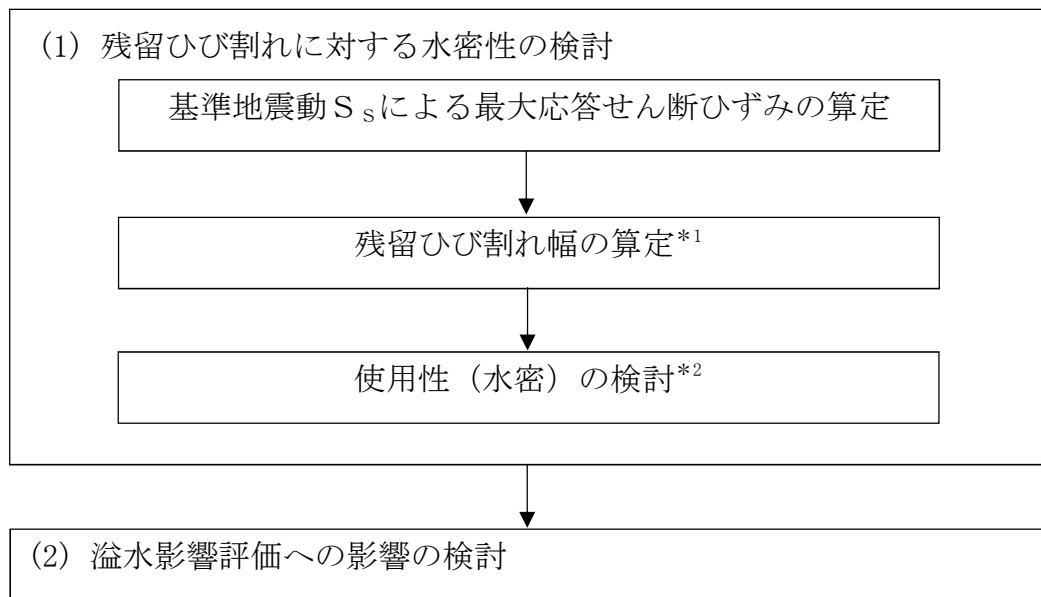 (1) 残留ひび割れに対する水密性の検討
基準地震動Ｓsによる最大応答せん断ひずみの算定
残留ひび割れ幅の算定*1
使用性（水密）の検討*2
(2) 溢水影響評価への影響の検討